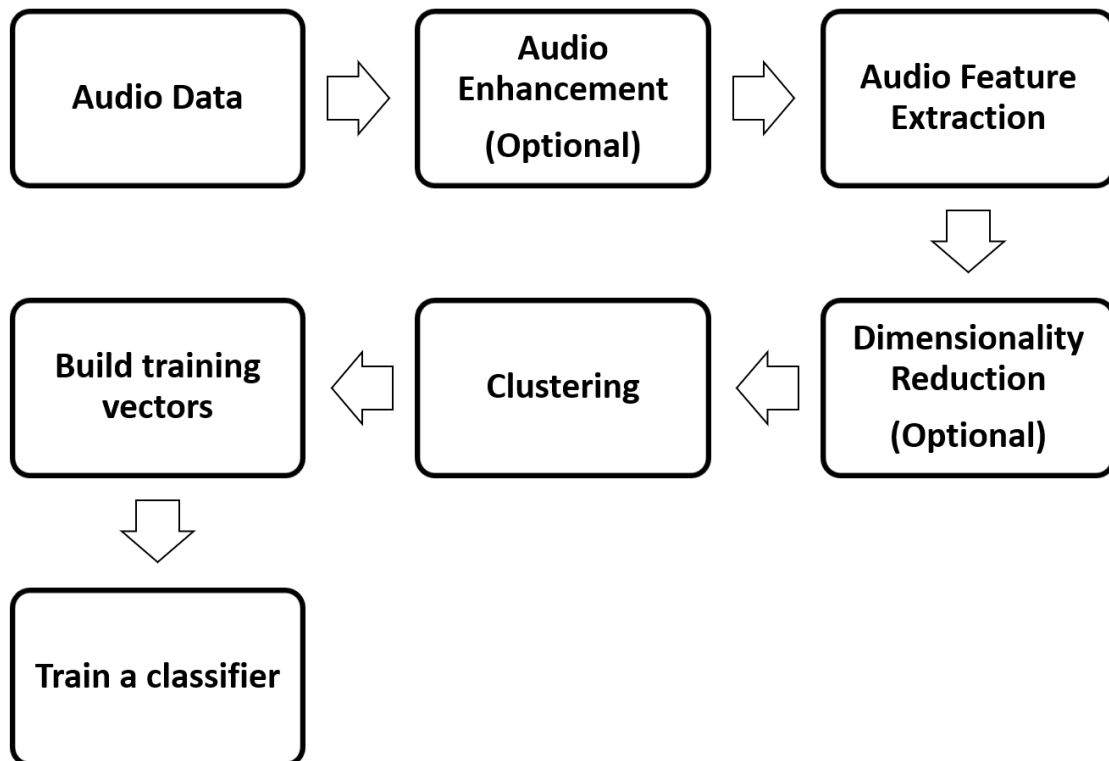 Audio Data
Audio
Enhancement
(Optional)
Audio Feature
Extraction
Dimensionality
Reduction
(Optional)
Clustering
Build training
vectors
Train a classifier